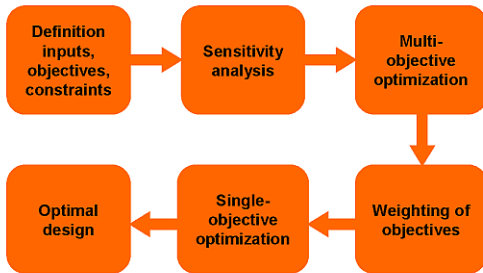 Definition
inputs,
objectives,
constraints
Sensitivity
analysis
Multi-
objective
optimization
Weighting of
objectives
Single-
objective
optimization
Optimal
design